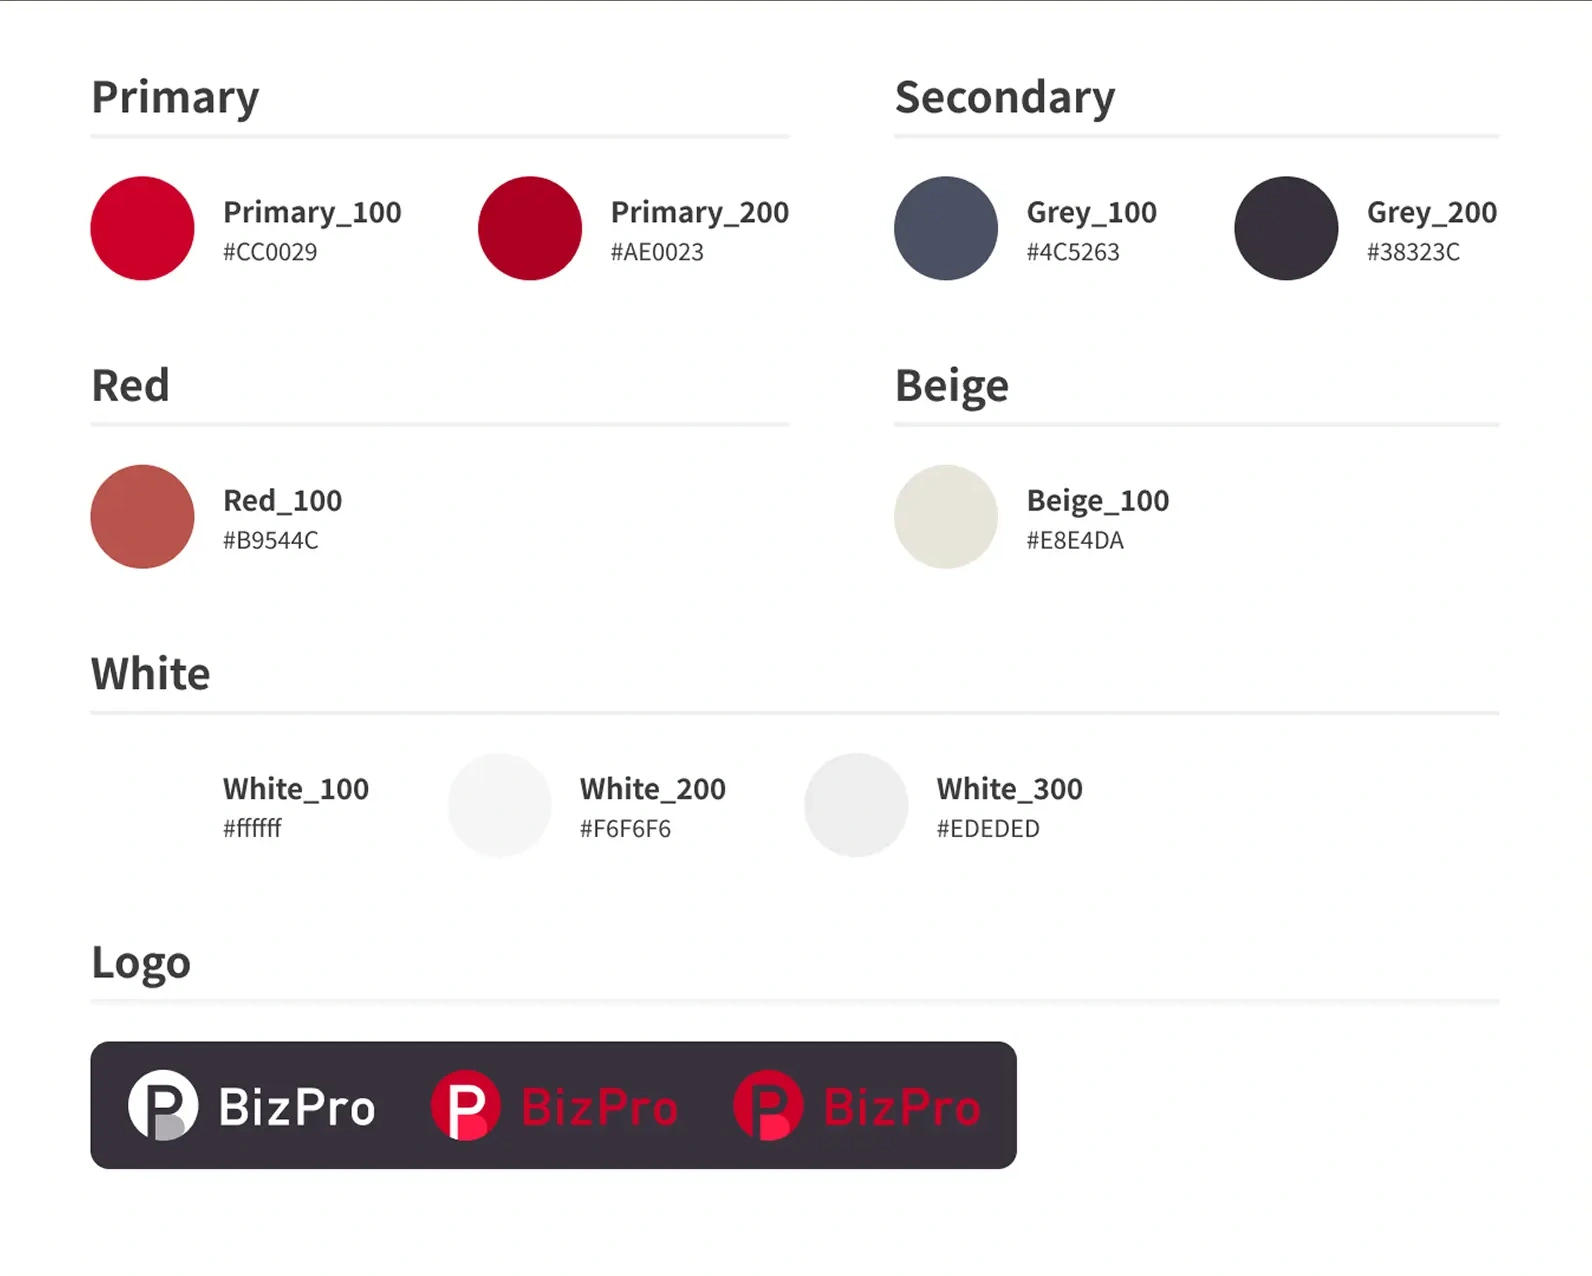 Primary
Secondary
Primary_100
#CC0029
Primary_200
#AE0023
Grey_100
#4C5263
Grey_200
#38323C
Red
Beige
Red_100
#B9544C
Beige_100
#E8E4DA
White
White_100
#ffffff
White_200
#F6F6F6
White_300
#EDEDED
Logo
P BizPro
P BizPro
P BizPro